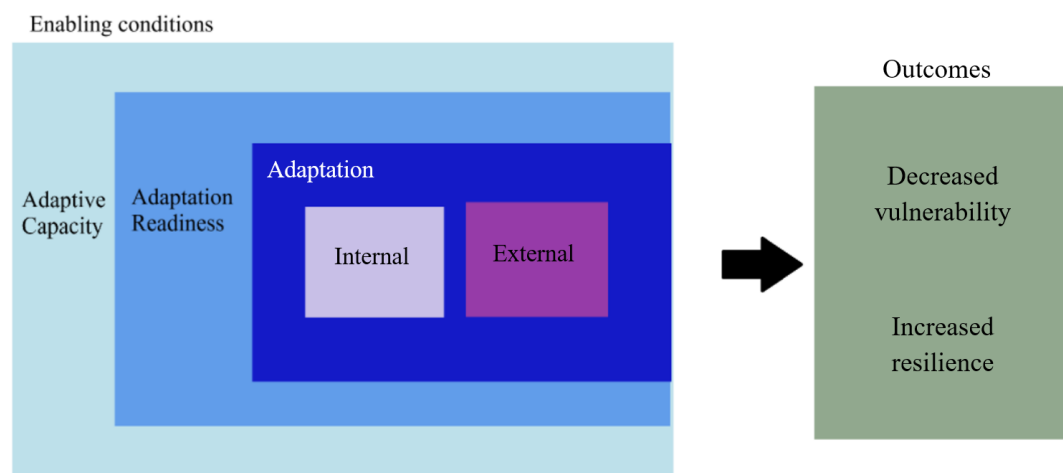 Enabling conditions
Outcomes
Adaptation
Adaptive
Capacity
Adaptation
Readiness
Internal
External
Decreased
vulnerability
Increased
resilience